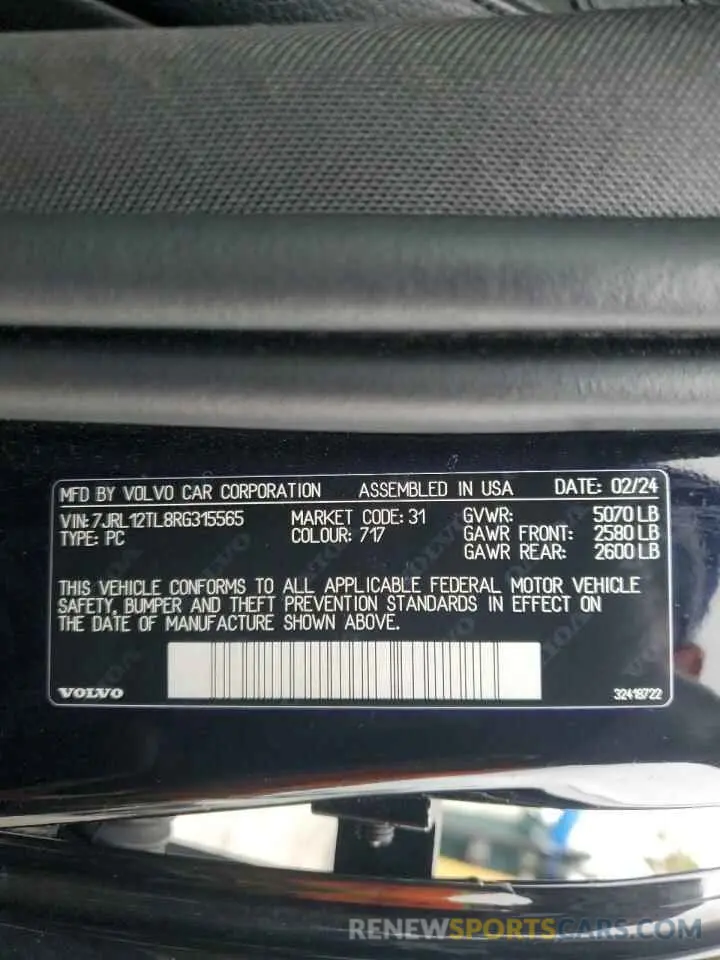 MFD BY VOLVO CAR CORPORATION ASSEMBLED IN USA DATE: 02/24
VIN: 7JRL12TL8RG315565 MARKET CODE: 31 GVWR: 5070 LB
TYPE: PC COLOUR: 717 GAWR FRONT: 2580 LB
GAWR REAR: 2600 LB
THIS VEHICLE CONFORMS TO ALL APPLICABLE FEDERAL MOTOR VEHICLE
SAFETY, BUMPER AND THEFT PREVENTION STANDARDS IN EFFECT ON
THE DATE OF MANUFACTURE SHOWN ABOVE.
VOLVO 32418722
RENEWSPORTSCARS.COM